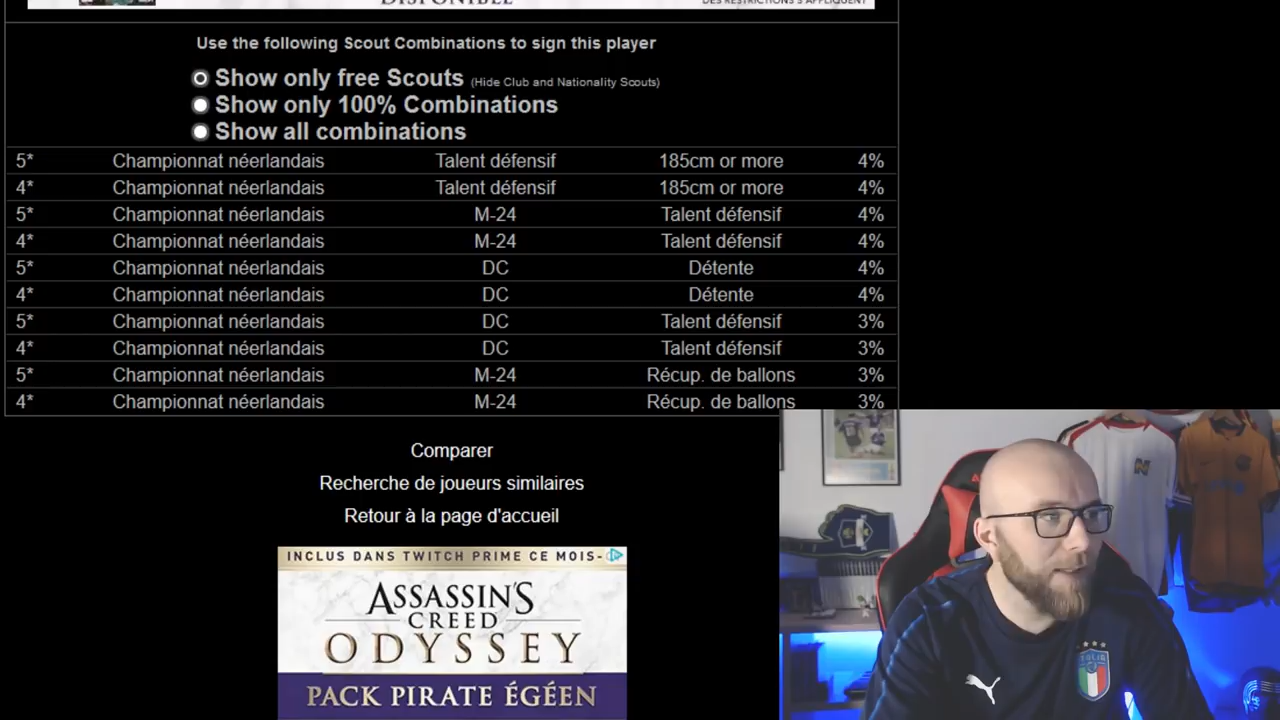 DISPONIBLE
DES RESTRICTIONS S'APPLIQUENT
Use the following Scout Combinations to sign this player
Show only free Scouts (Hide Club and Nationality Scouts)
Show only 100% Combinations
Show all combinations
5* Championnat néerlandais Talent défensif 185cm or more 4%
4* Championnat néerlandais Talent défensif 185cm or more 4%
5* Championnat néerlandais M-24 Talent défensif 4%
4* Championnat néerlandais M-24 Talent défensif 4%
5* Championnat néerlandais DC Détente 4%
4* Championnat néerlandais DC Détente 4%
5* Championnat néerlandais DC Talent défensif 3%
4* Championnat néerlandais DC Talent défensif 3%
5* Championnat néerlandais M-24 Récup. de ballons 3%
4* Championnat néerlandais M-24 Récup. de ballons 3%
Comparer
Recherche de joueurs similaires
Retour à la page d'accueil
INCLUS DANS TWITCH PRIME CE MOIS-
ASSASSIN'S
CREED
ODYSSEY
PACK PIRATE ÉGÉEN
ITALIA